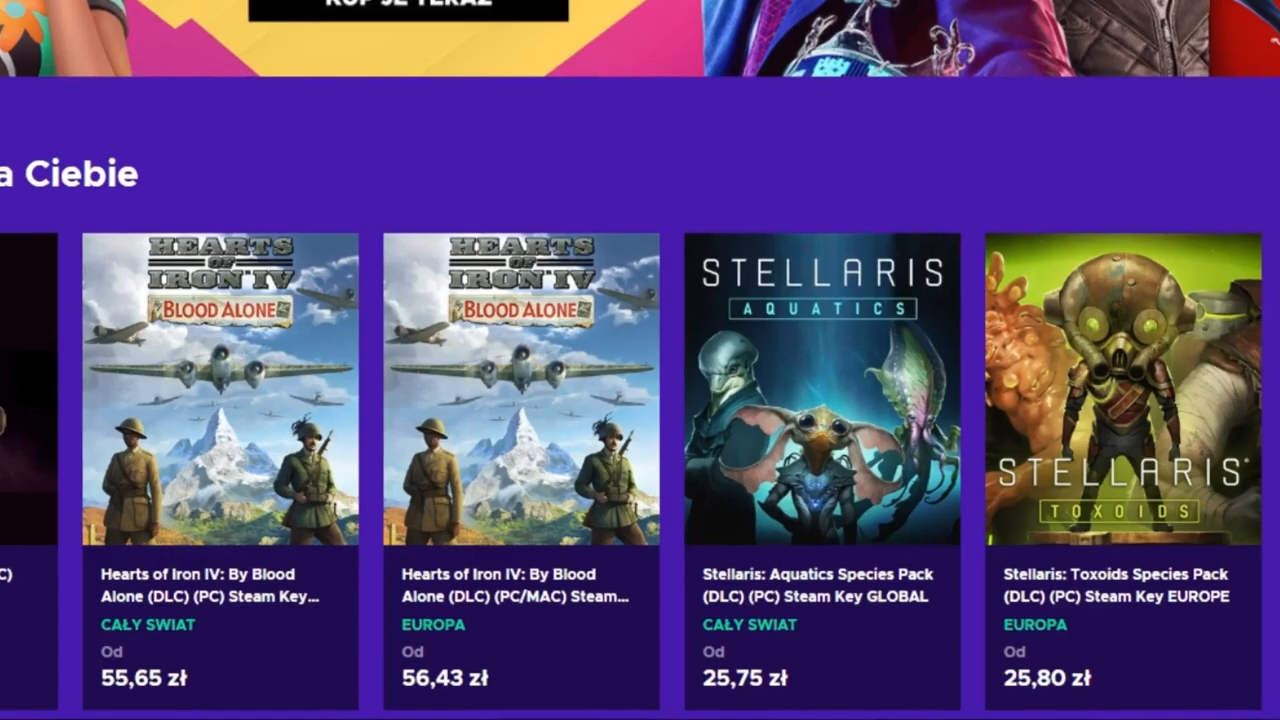 KUP JE TERAZ
a Ciebie
HEARTS
OF
IRON IV
BLOOD ALONE
HEARTS
OF
IRON IV
BLOOD ALONE
STELLARIS
AQUATICS
STELLARIS
TOXOIDS
C)
Hearts of Iron IV: By Blood
Alone (DLC) (PC) Steam Key...
CAŁY SWIAT
Od
55,65 zł
Hearts of Iron IV: By Blood
Alone (DLC) (PC/MAC) Steam...
EUROPA
Od
56,43 zł
Stellaris: Aquatics Species Pack
(DLC) (PC) Steam Key GLOBAL
CAŁY SWIAT
Od
25,75 zł
Stellaris: Toxoids Species Pack
(DLC) (PC) Steam Key EUROPE
EUROPA
Od
25,80 zł